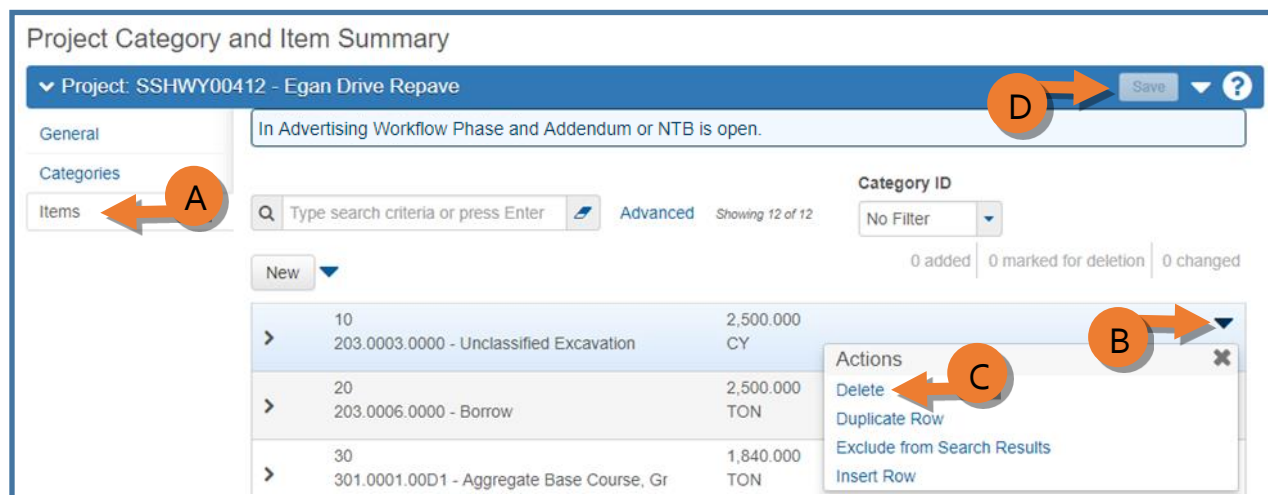 Project Category and Item Summary
Project: SSHWY00412 - Egan Drive Repave
Save
?
D
General
In Advertising Workflow Phase and Addendum or NTB is open.
Categories
Items
A
Type search criteria or press Enter
Advanced
Showing 12 of 12
Category ID
No Filter
New
0 added
0 marked for deletion
0 changed
10
2,500.000
203.0003.0000 - Unclassified Excavation
CY
B
Actions
Delete
C
Duplicate Row
Exclude from Search Results
Insert Row
20
2,500.000
203.0006.0000 - Borrow
TON
30
1,840.000
301.0001.00D1 - Aggregate Base Course, Gr
TON